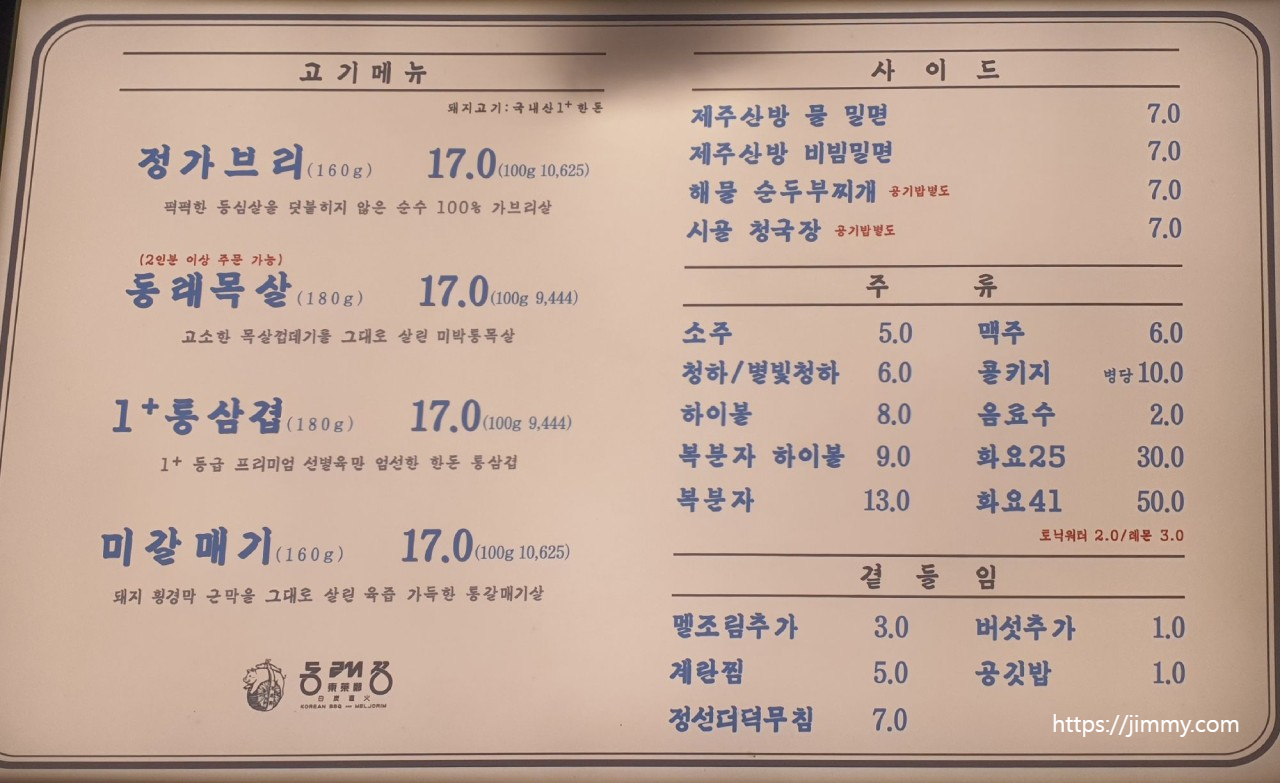 고기메뉴
돼지고기:국내산1+한돈
정가브리(160g) 17.0(100g 10,625)
퍽퍽한 등심살을 덧붙히지 않은 순수 100% 가브리살
(2인분 이상 주문 가능)
동래목살(180g) 17.0(100g 9,444)
고소한 목살껍데기를 그대로 살린 미박통목살
1+통삼겹(180g) 17.0(100g 9,444)
1+ 등급 프리미엄 선별육만 엄선한 한돈 통삼겹
미갈매기(160g) 17.0(100g 10,625)
돼지 횡경막 근막을 그대로 살린 육즙 가득한 통갈매기살
동래정
東萊鄭
KOREAN BBQ MELJORIM
사이드
제주산방 물 밀면 7.0
제주산방 비빔밀면 7.0
해물 순두부찌개 공기밥별도 7.0
시골 청국장 공기밥별도 7.0
주류
소주 5.0 맥주 6.0
청하/별빛청하 6.0 콜키지 병당 10.0
하이볼 8.0 음료수 2.0
복분자 하이볼 9.0 화요25 30.0
복분자 13.0 화요41 50.0
토닉워터 2.0/레몬 3.0
곁들임
멜조림추가 3.0 버섯추가 1.0
계란찜 5.0 공깃밥 1.0
정선더덕무침 7.0
https://jimmy.com